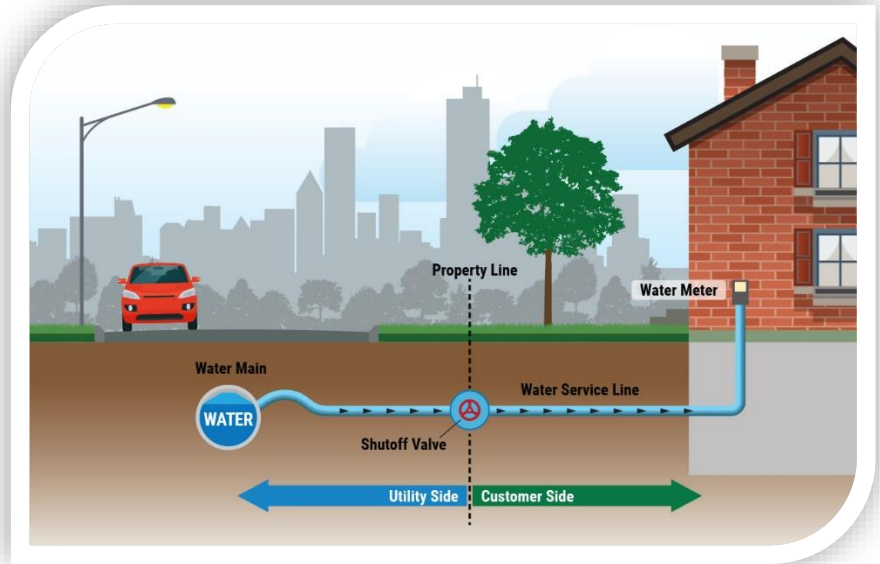 Property Line
Water Meter
Water Main
Water Service Line
WATER
Shutoff Valve
Utility Side
Customer Side